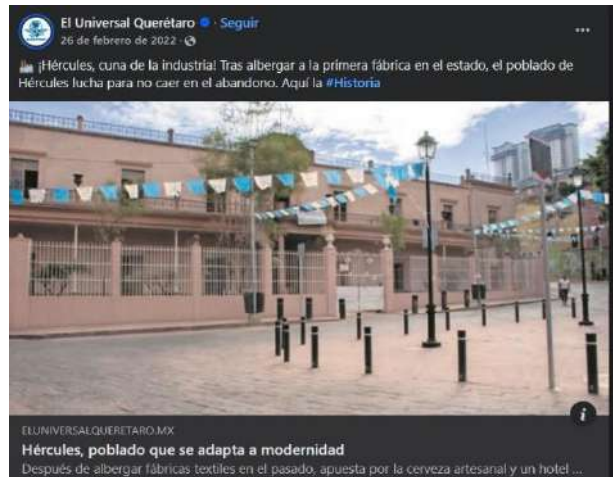 El Universal Querétaro · Seguir
26 de febrero de 2022 ·
¡Hércules, cuna de la industria! Tras albergar a la primera fábrica en el estado, el poblado de
Hércules lucha para no caer en el abandono. Aquí la #Historia
ELUNIVERSALQUERETARO.MX
Hércules, poblado que se adapta a modernidad
Después de albergar fábricas textiles en el pasado, apuesta por la cerveza artesanal y un hotel ...